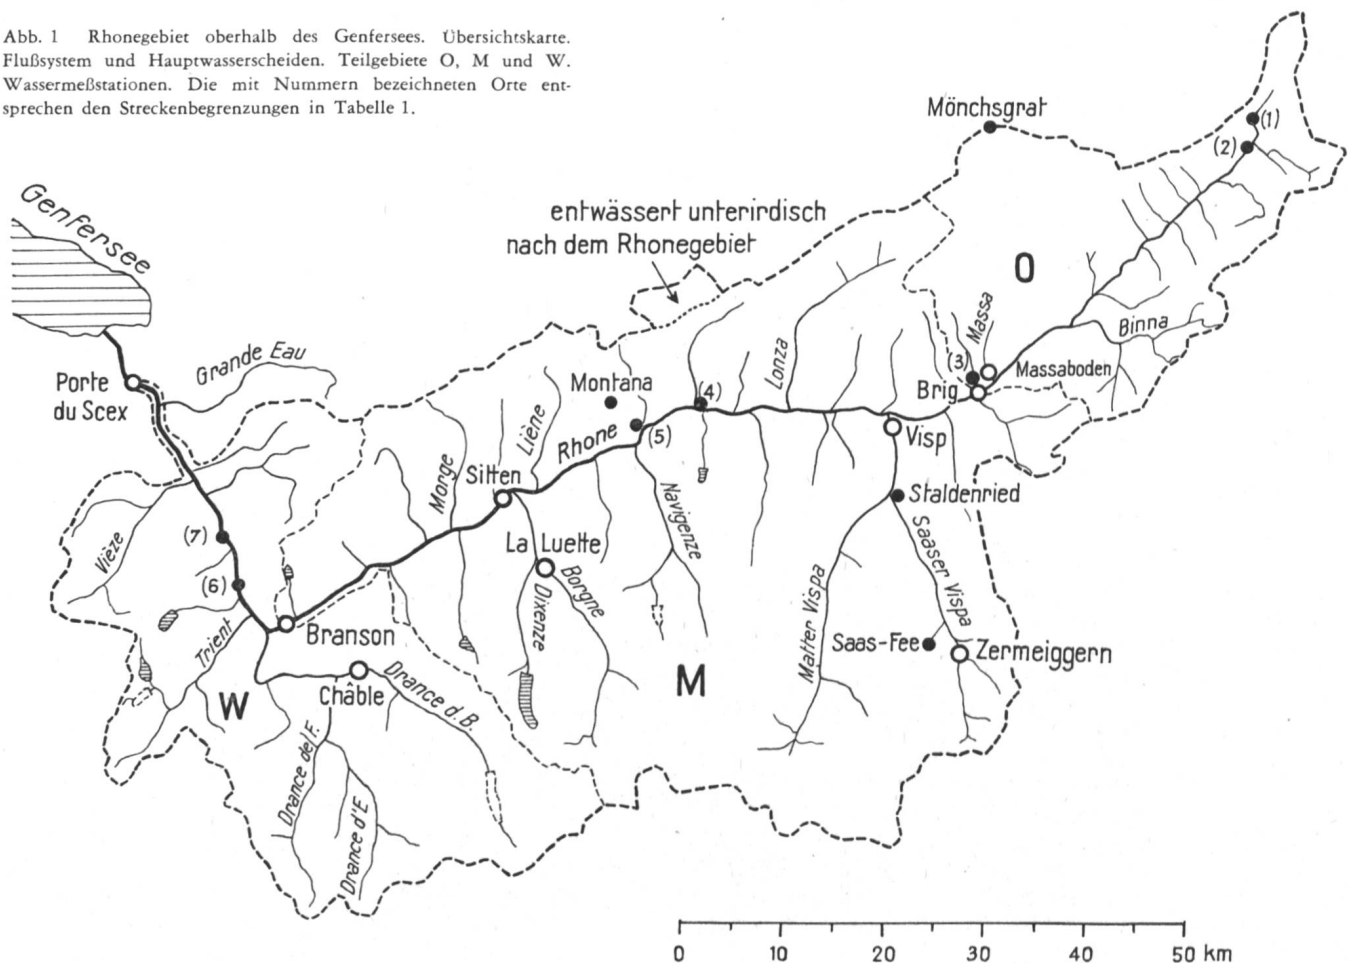 Abb. 1 Rhonegebiet oberhalb des Genfersees. Übersichtskarte.
Flußsystem und Hauptwasserscheiden. Teilgebiete O, M und W.
Wassermeßstationen. Die mit Nummern bezeichneten Orte ent-
sprechen den Streckenbegrenzungen in Tabelle 1.
Mönchsgrat
(1)
(2)
Genfersee
entwässert unterirdisch
nach dem Rhonegebiet
O
Massa
Binna
Grande Eau
Porte
du Scex
Montana
(4)
Lonza
(3)
Massaboden
Brig
Liène
Rhone
(5)
Visp
Morge
Sitten
Navigenze
Staldenried
Vièze
(7)
La Luette
Saaser Vispa
(6)
Borgne
Dixenze
Matter Vispa
Trient
Branson
Saas-Fee
Zermeiggern
M
W
Châble
Drance d. B.
Drance de F.
Drance d'E
0 10 20 30 40 50 km